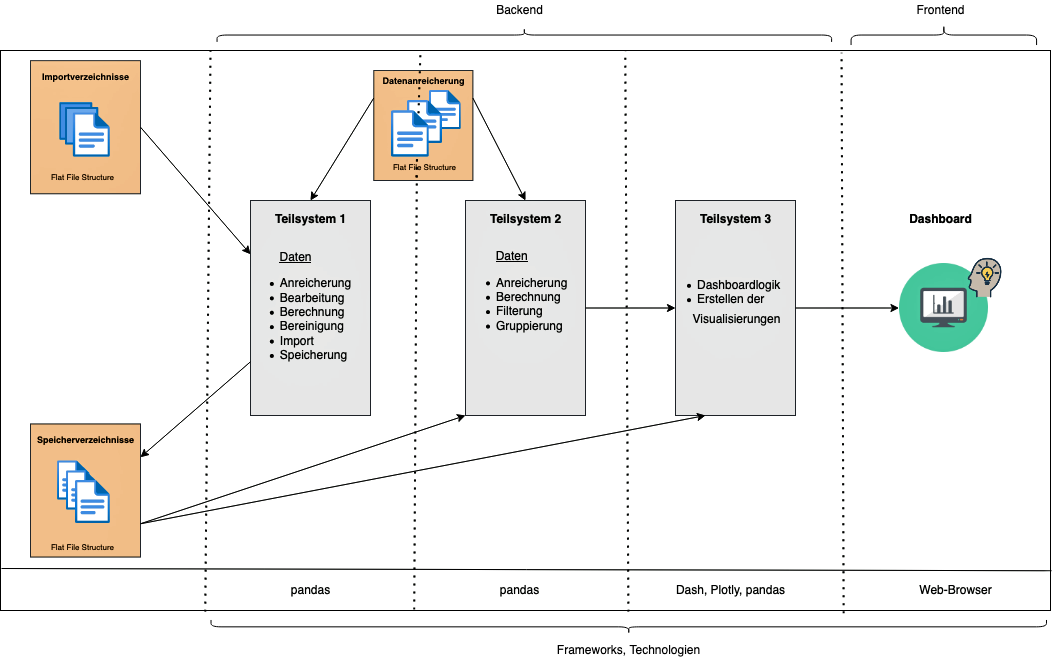 Backend
Frontend
Importverzeichnisse
Flat File Structure
Datenanreicherung
Flat File Structure
Teilsystem 1
Daten
• Anreicherung
• Bearbeitung
• Berechnung
• Bereinigung
• Import
• Speicherung
Teilsystem 2
Daten
• Anreicherung
• Berechnung
• Filterung
• Gruppierung
Teilsystem 3
• Dashboardlogik
• Erstellen der
Visualisierungen
Dashboard
Speicherverzeichnisse
Flat File Structure
pandas
pandas
Dash, Plotly, pandas
Web-Browser
Frameworks, Technologien